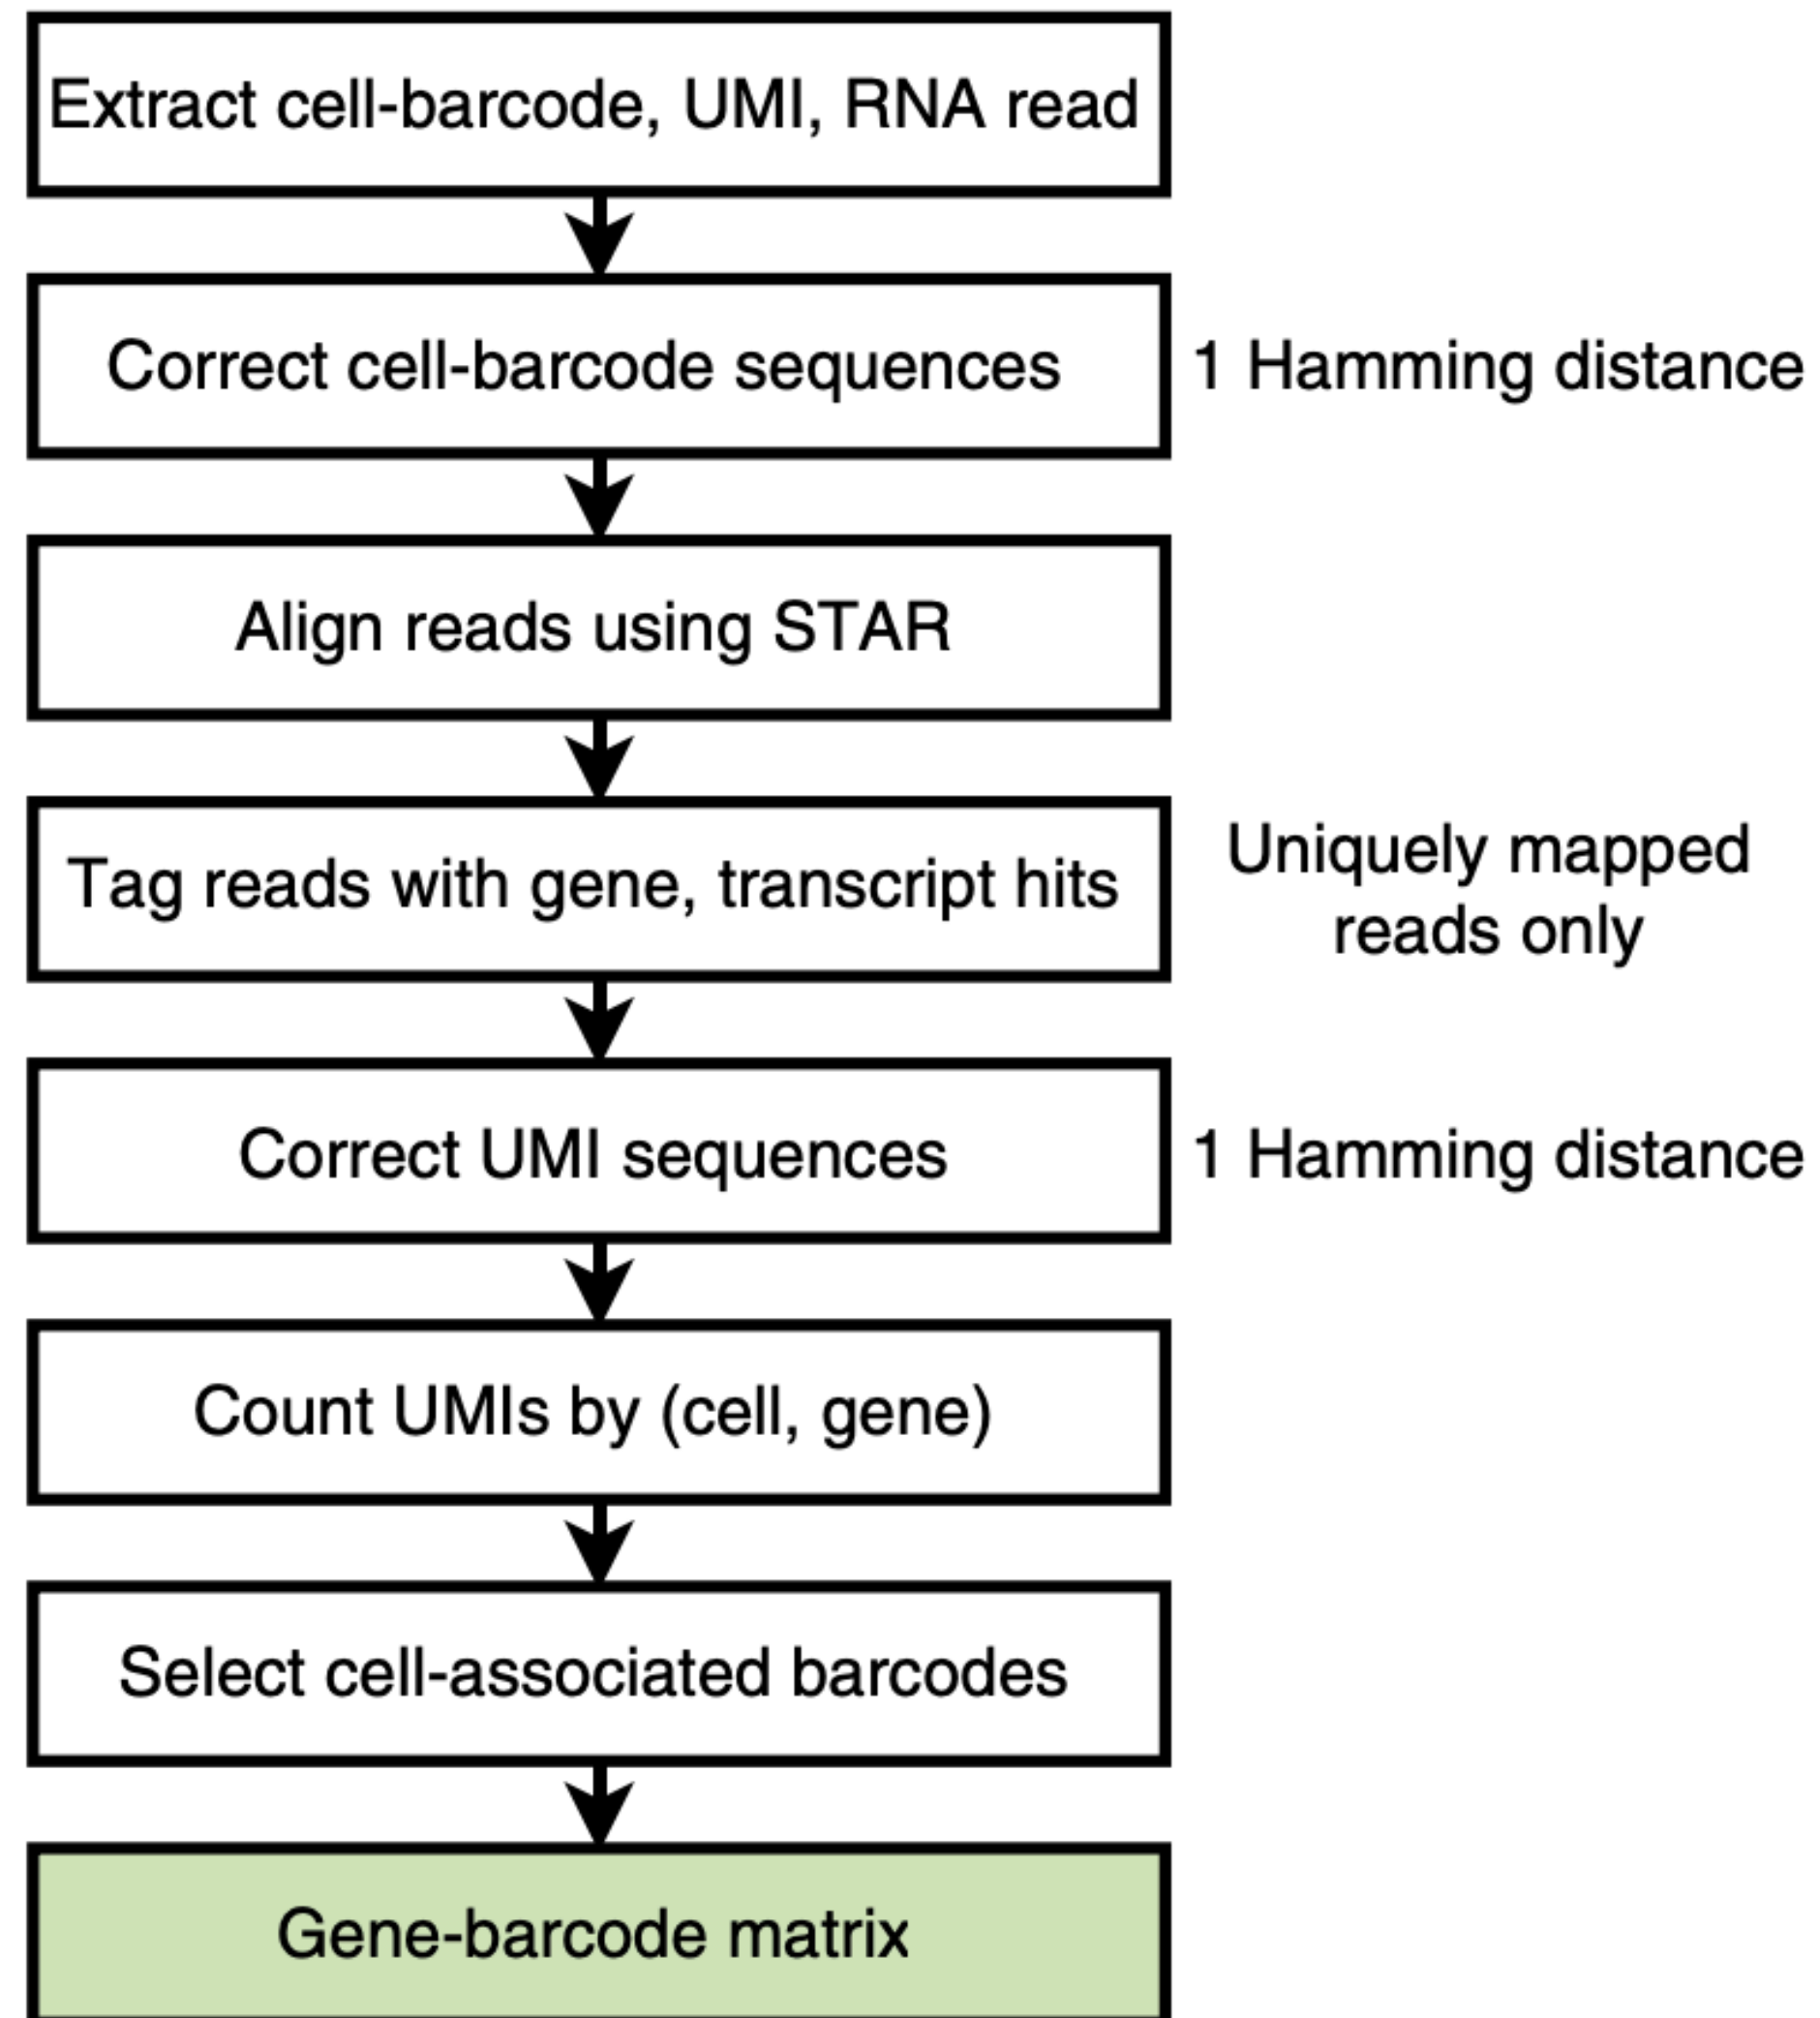 Extract cell-barcode, UMI, RNA read
Correct cell-barcode sequences
1 Hamming distance
Align reads using STAR
Tag reads with gene, transcript hits
Uniquely mapped
reads only
Correct UMI sequences
1 Hamming distance
Count UMIs by (cell, gene)
Select cell-associated barcodes
Gene-barcode matrix